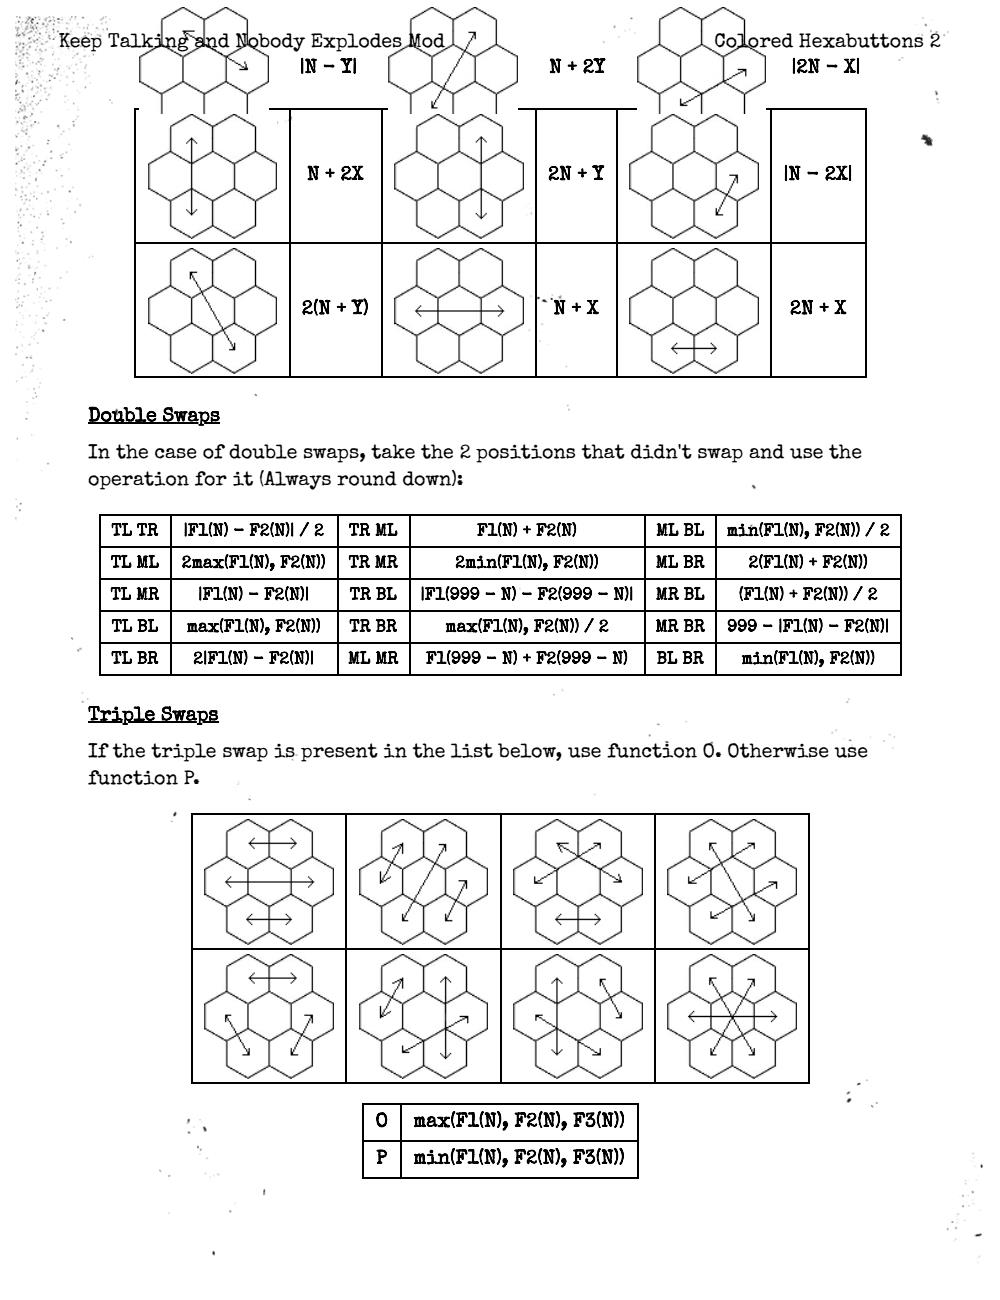 Keep Talking and Nobody Explodes Mod Colored Hexabuttons 2
|N - Y| N + 2Y |2N - X|
N + 2X 2N + Y |N - 2X|
2(N + Y) N + X 2N + X
Double Swaps
In the case of double swaps, take the 2 positions that didn't swap and use the
operation for it (Always round down):
TL TR |F1(N) - F2(N)| / 2 TR ML F1(N) + F2(N) ML BL min(F1(N), F2(N)) / 2
TL ML 2max(F1(N), F2(N)) TR MR 2min(F1(N), F2(N)) ML BR 2(F1(N) + F2(N))
TL MR |F1(N) - F2(N)| TR BL |F1(999 - N) - F2(999 - N)| MR BL (F1(N) + F2(N)) / 2
TL BL max(F1(N), F2(N)) TR BR max(F1(N), F2(N)) / 2 MR BR 999 - |F1(N) - F2(N)|
TL BR 2|F1(N) - F2(N)| ML MR F1(999 - N) + F2(999 - N) BL BR min(F1(N), F2(N))
Triple Swaps
If the triple swap is present in the list below, use function O. Otherwise use
function P.
O max(F1(N), F2(N), F3(N))
P min(F1(N), F2(N), F3(N))